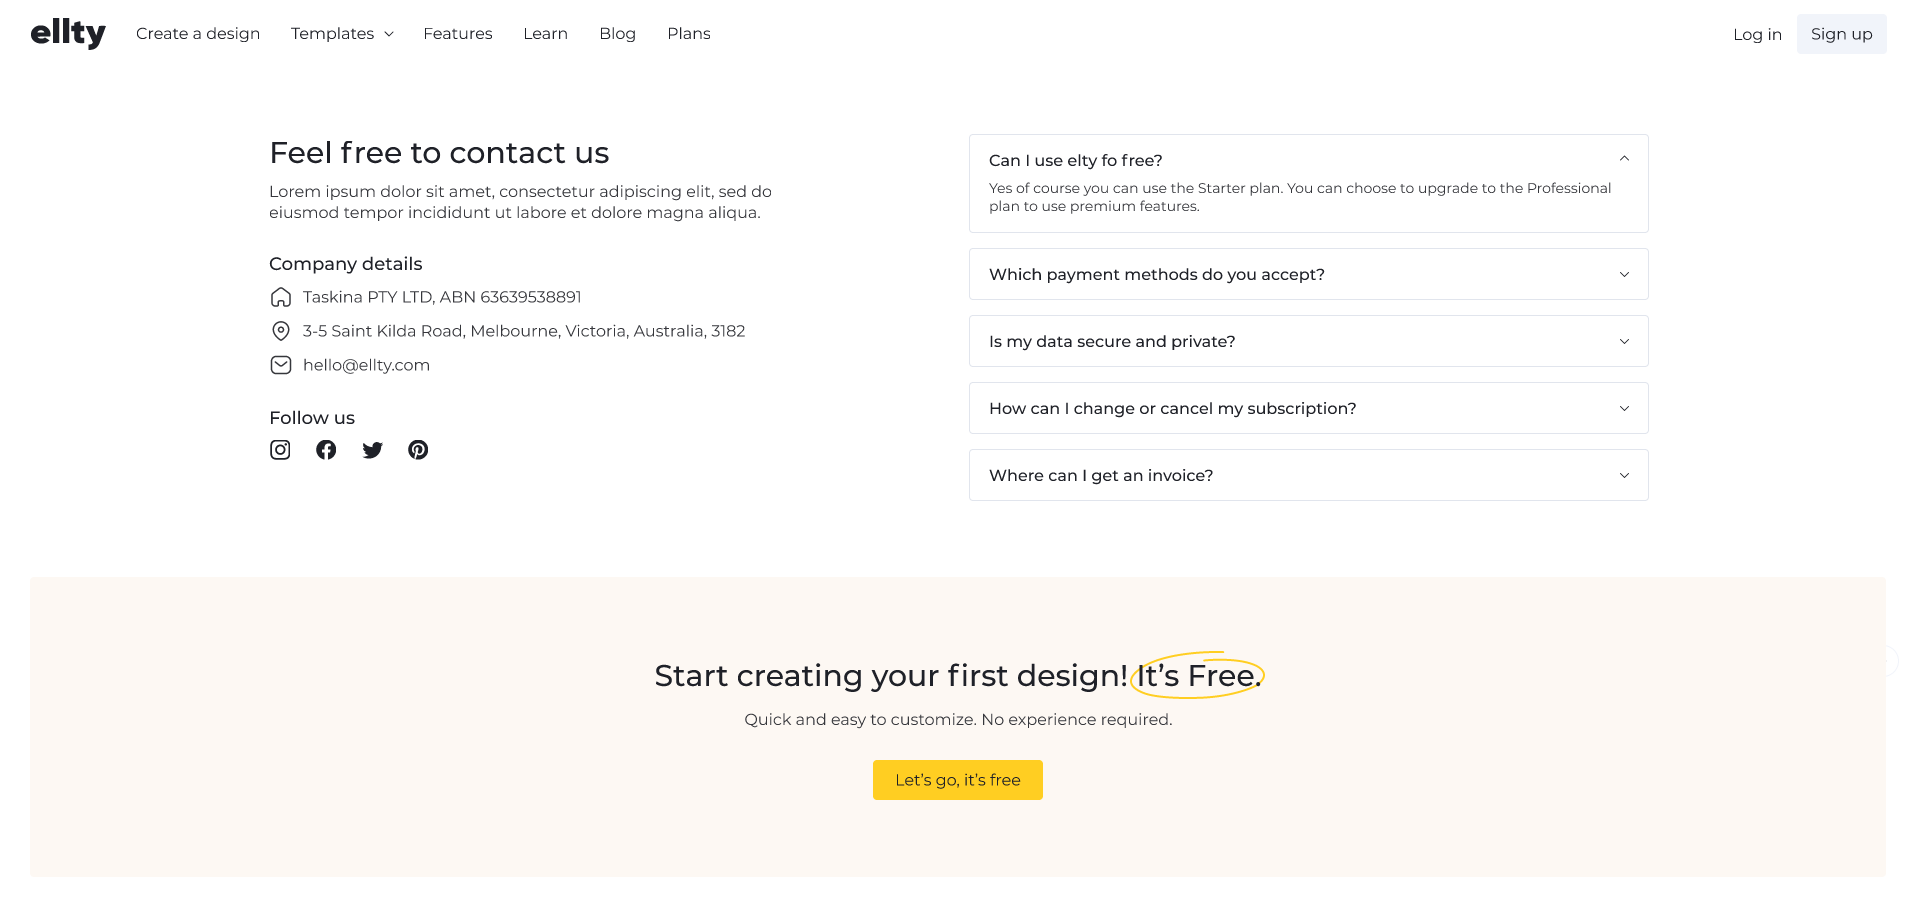 ellty
Create a design
Templates
Features
Learn
Blog
Plans
Log in
Sign up
Feel free to contact us
Lorem ipsum dolor sit amet, consectetur adipiscing elit, sed do
eiusmod tempor incididunt ut labore et dolore magna aliqua.
Company details
Taskina PTY LTD, ABN 63639538891
3-5 Saint Kilda Road, Melbourne, Victoria, Australia, 3182
hello@ellty.com
Follow us
Can I use elty fo free?
Yes of course you can use the Starter plan. You can choose to upgrade to the Professional
plan to use premium features.
Which payment methods do you accept?
Is my data secure and private?
How can I change or cancel my subscription?
Where can I get an invoice?
Start creating your first design! It’s Free.
Quick and easy to customize. No experience required.
Let’s go, it’s free